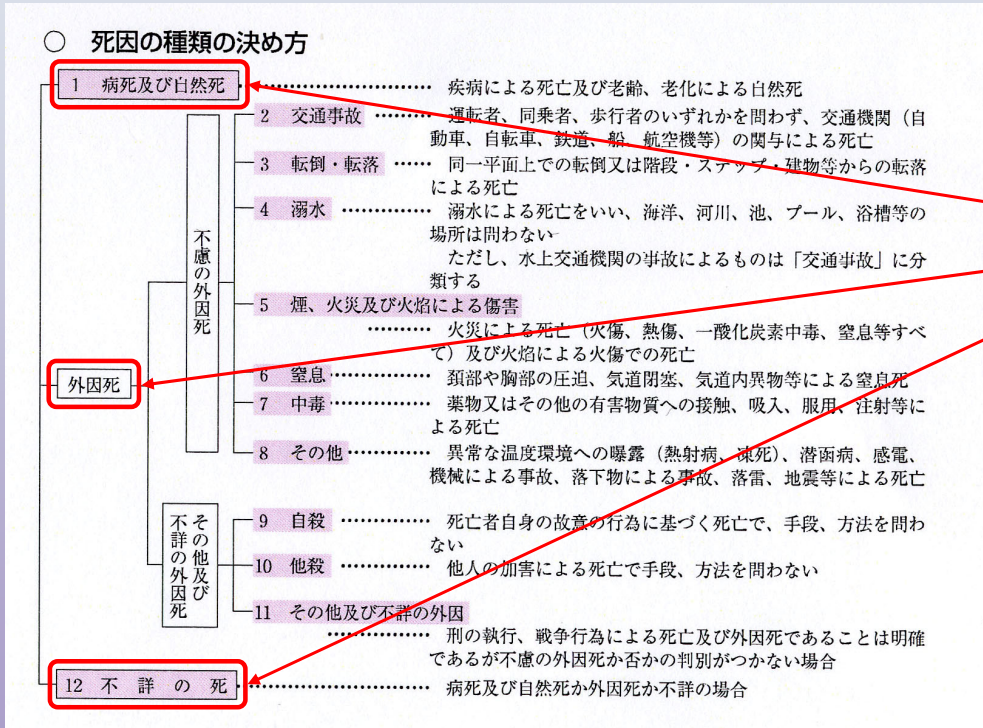 ○　死因の種類の決め方
1　病死及び自然死 ………………………… 疾病による死亡及び老齢、老化による自然死
2　交通事故 ……… 運転者、同乗者、歩行者のいずれかを問わず、交通機関（自
動車、自転車、鉄道、船、航空機等）の関与による死亡
3　転倒・転落 …… 同一平面上での転倒又は階段・ステップ・建物等からの転落
による死亡
4　溺水 ………… 溺水による死亡をいい、海洋、河川、池、プール、浴槽等の
場所は問わない
ただし、水上交通機関の事故によるものは「交通事故」に分
類する
不慮の外因死
5　煙、火災及び火焔による傷害
……… 火災による死亡（火傷、熱傷、一酸化炭素中毒、窒息等すべ
て）及び火焔による火傷での死亡
外因死
6　窒息 ………… 頚部や胸部の圧迫、気道閉塞、気道内異物等による窒息死
7　中毒 ………… 薬物又はその他の有害物質への接触、吸入、服用、注射等に
よる死亡
8　その他 ……… 異常な温度環境への曝露（熱射病、凍死）、潜函病、感電、
機械による事故、落下物による事故、落雷、地震等による死亡
その他及び
不詳の外因死
9　自殺 ………… 死亡者自身の故意の行為に基づく死亡で、手段、方法を問わ
ない
10　他殺 ………… 他人の加害による死亡で手段、方法を問わない
11　その他及び不詳の外因
………… 刑の執行、戦争行為による死亡及び外因死であることは明確
であるが不慮の外因死か否かの判別がつかない場合
12　不　詳　の　死 ………………………… 病死及び自然死か外因死か不詳の場合